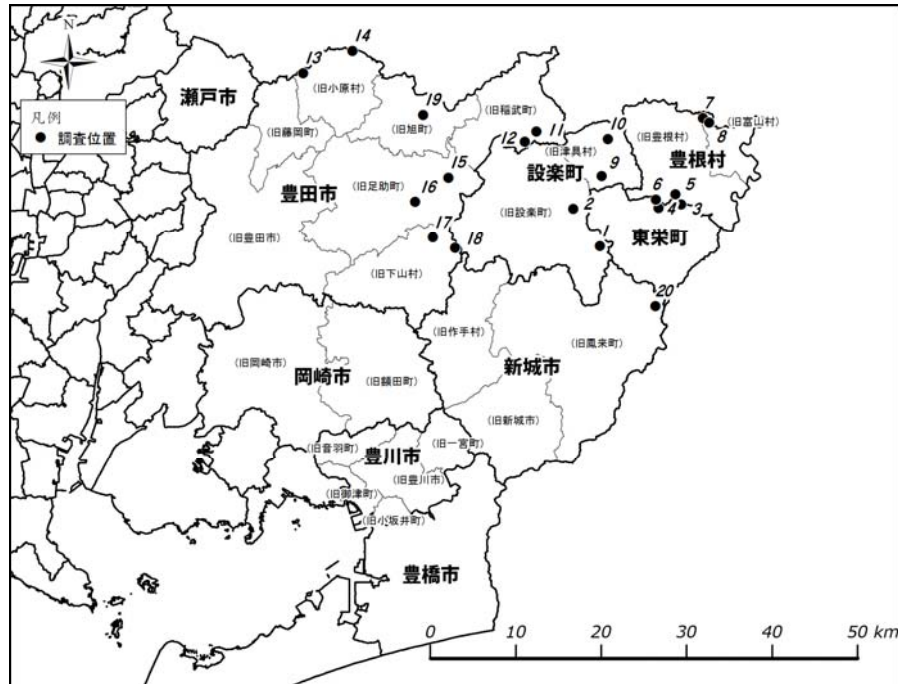 N
凡例
● 調査位置
瀬戸市
13
14
(旧小原村)
19
(旧旭町)
(旧稲武町)
(旧藤岡町)
12
11
10
(旧津具村)
7
(旧富山村)
8
(旧豊根村)
豊根村
豊田市
15
(旧足助町)
16
設楽町
9
2
(旧設楽町)
6
5
4
3
東栄町
(旧豊田市)
17
18
1
(旧下山村)
20
(旧作手村)
(旧鳳来町)
新城市
(旧岡崎市)
岡崎市
(旧額田町)
(旧新城市)
(旧音羽町)
豊川市
(旧一宮町)
(旧豊川市)
(旧御津町)
(旧小坂井町)
豊橋市
0 10 20 30 40 50 km